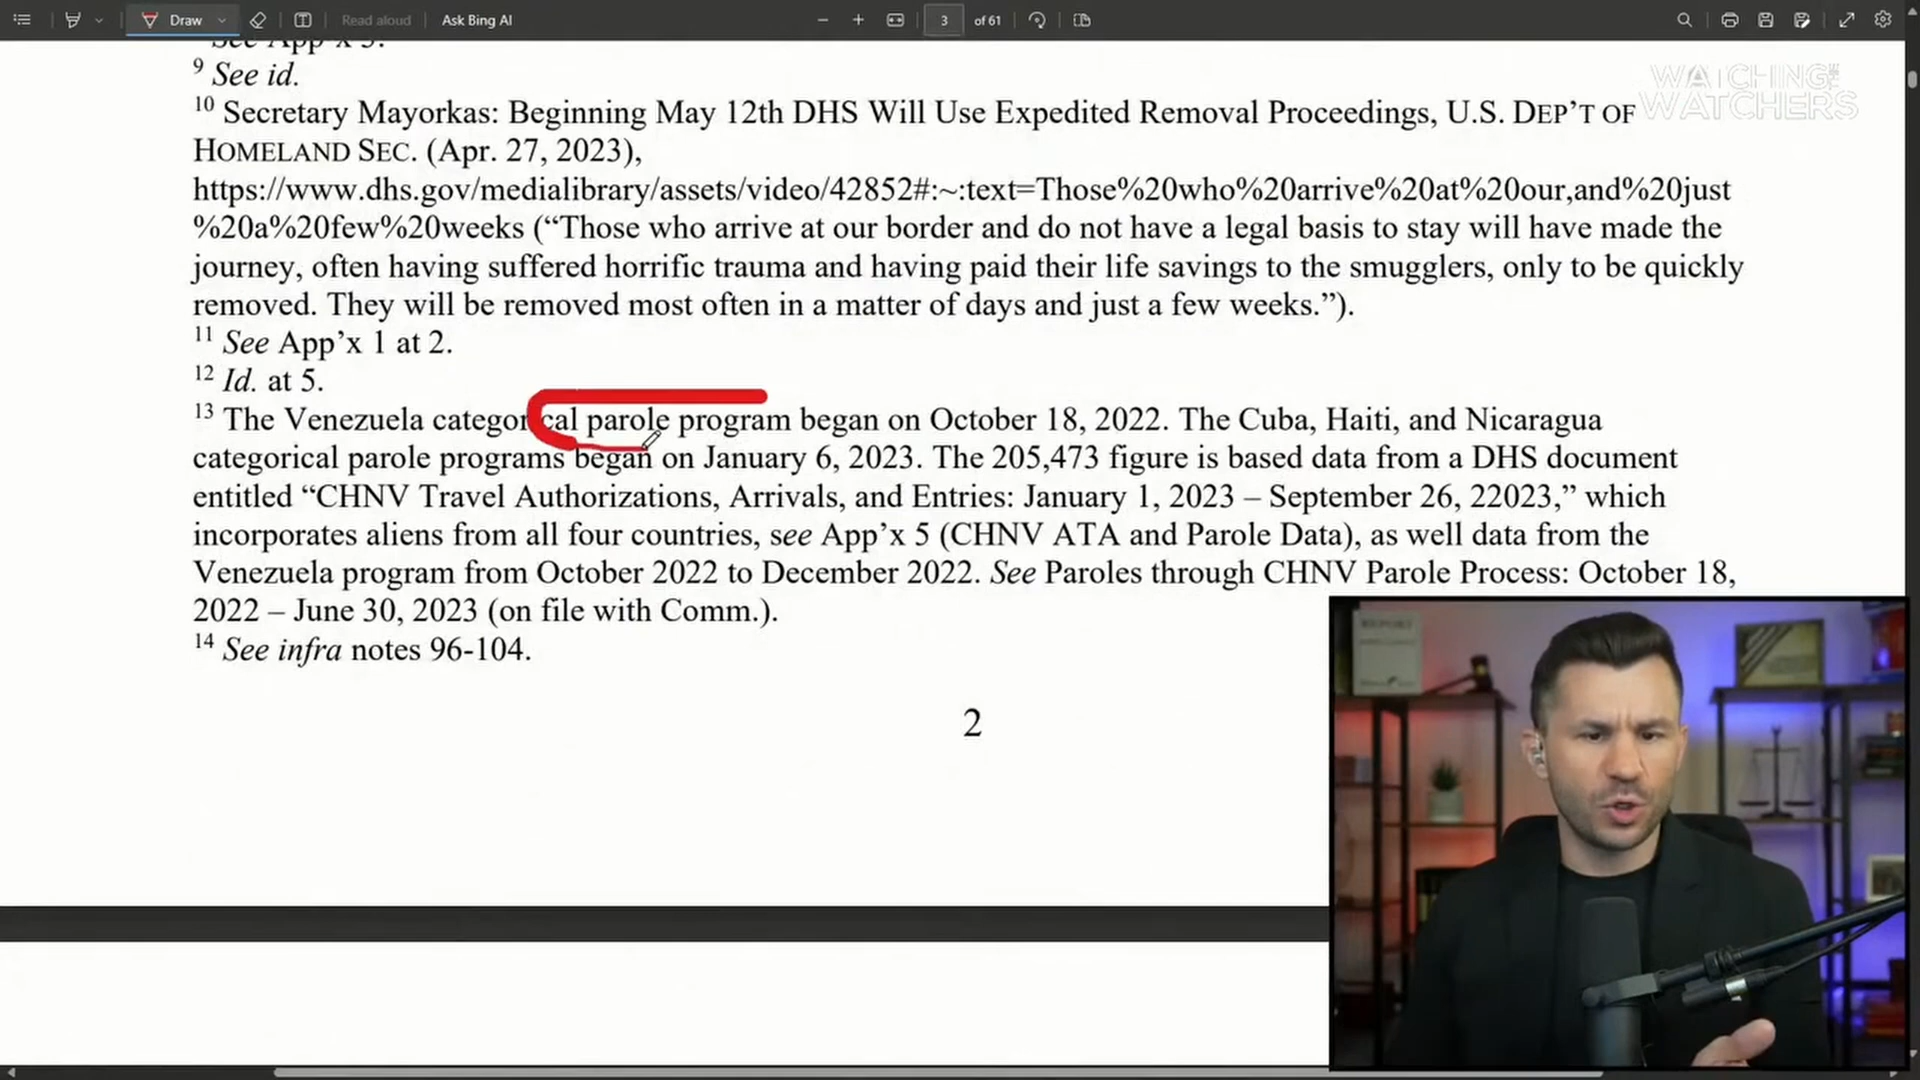 Draw
Read aloud
Ask Bing AI
3
of 61
WATCHING THE
WATCHERS
See App'x 5.
9 See id.
10 Secretary Mayorkas: Beginning May 12th DHS Will Use Expedited Removal Proceedings, U.S. DEP'T OF
HOMELAND SEC. (Apr. 27, 2023),
https://www.dhs.gov/medialibrary/assets/video/42852#:~:text=Those%20who%20arrive%20at%20our,and%20just
%20a%20few%20weeks (“Those who arrive at our border and do not have a legal basis to stay will have made the
journey, often having suffered horrific trauma and having paid their life savings to the smugglers, only to be quickly
removed. They will be removed most often in a matter of days and just a few weeks.”).
11 See App’x 1 at 2.
12 Id. at 5.
13 The Venezuela categorical parole program began on October 18, 2022. The Cuba, Haiti, and Nicaragua
categorical parole programs began on January 6, 2023. The 205,473 figure is based data from a DHS document
entitled “CHNV Travel Authorizations, Arrivals, and Entries: January 1, 2023 – September 26, 22023,” which
incorporates aliens from all four countries, see App’x 5 (CHNV ATA and Parole Data), as well data from the
Venezuela program from October 2022 to December 2022. See Paroles through CHNV Parole Process: October 18,
2022 – June 30, 2023 (on file with Comm.).
14 See infra notes 96-104.
2
REPORT